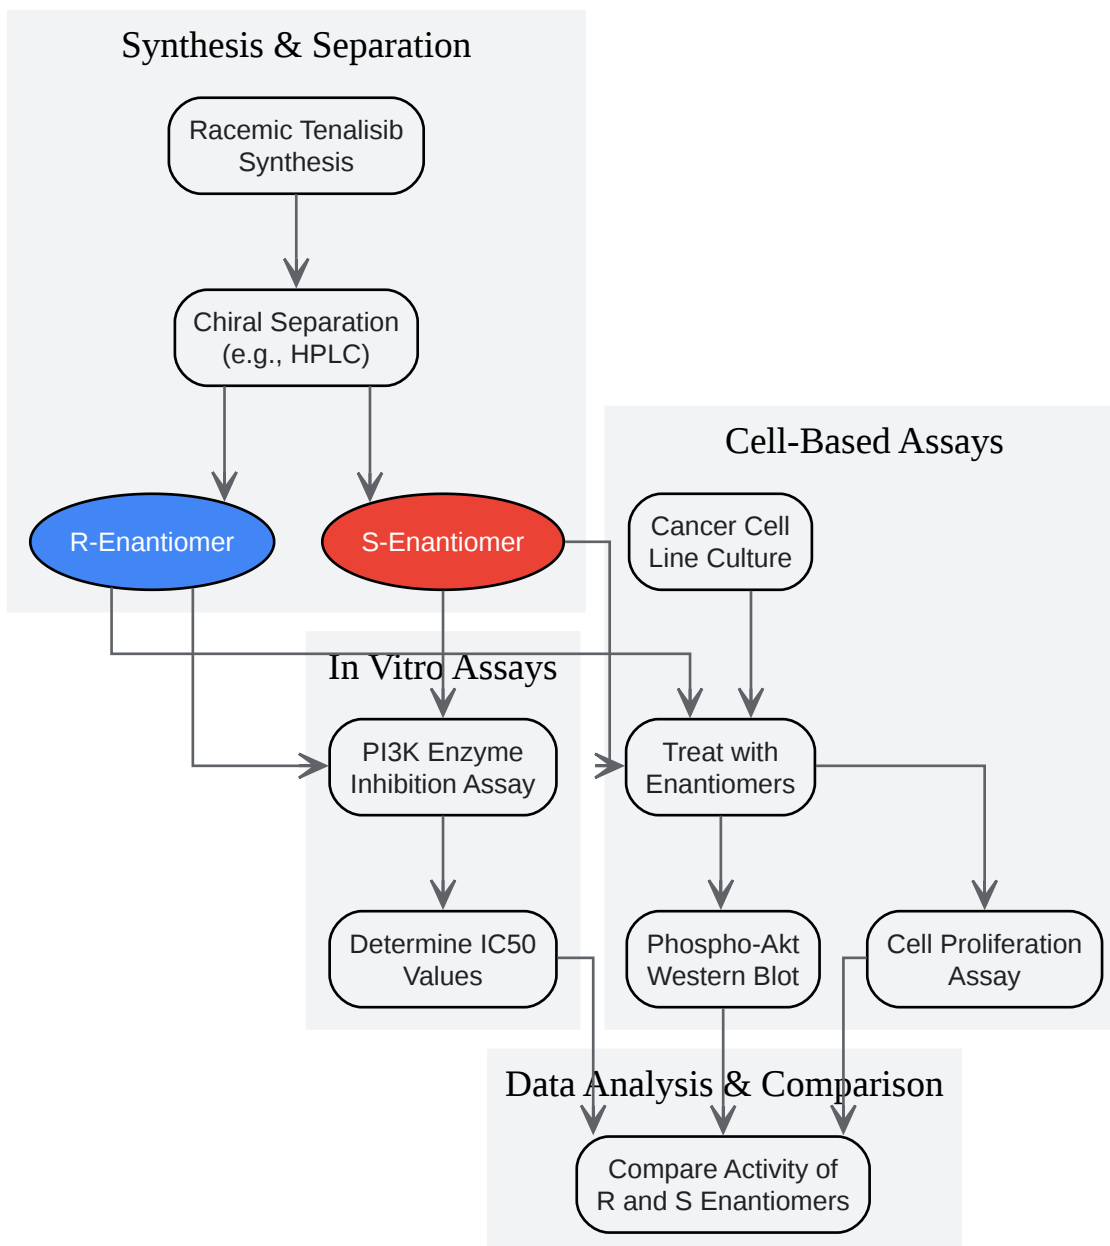 Synthesis & Separation
Racemic Tenalisib
Synthesis
Chiral Separation
(e.g., HPLC)
R-Enantiomer
S-Enantiomer
Cell-Based Assays
Cancer Cell
Line Culture
In Vitro Assays
PI3K Enzyme
Inhibition Assay
Treat with
Enantiomers
Determine IC50
Values
Phospho-Akt
Western Blot
Cell Proliferation
Assay
Data Analysis & Comparison
Compare Activity of
R and S Enantiomers